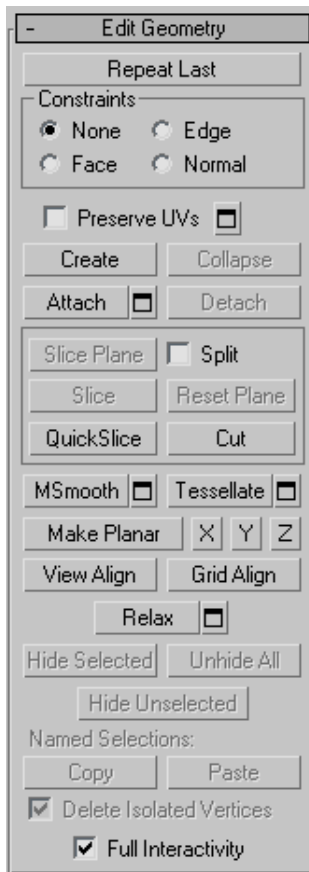 - Edit Geometry
Repeat Last
Constraints
None Edge
Face Normal
Preserve UVs
Create Collapse
Attach Detach
Slice Plane Split
Slice Reset Plane
QuickSlice Cut
MSmooth Tessellate
Make Planar X Y Z
View Align Grid Align
Relax
Hide Selected Unhide All
Hide Unselected
Named Selections:
Copy Paste
Delete Isolated Vertices
Full Interactivity